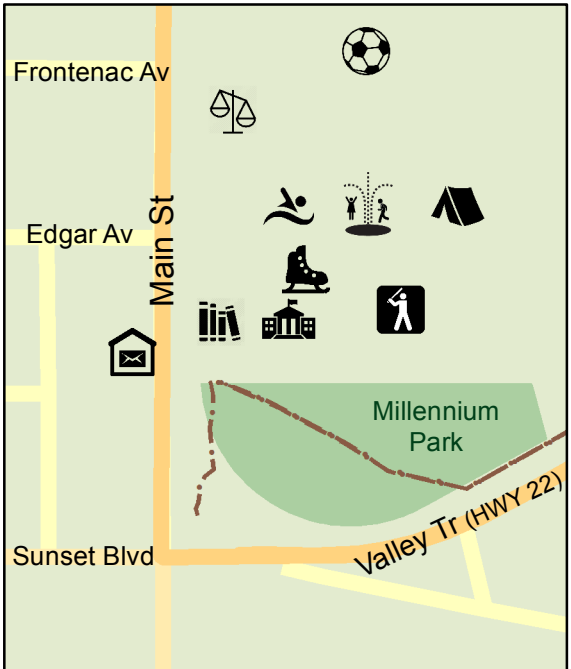 Frontenac Av
Main St
Edgar Av
Millennium
Park
Valley Tr (HWY 22)
Sunset Blvd